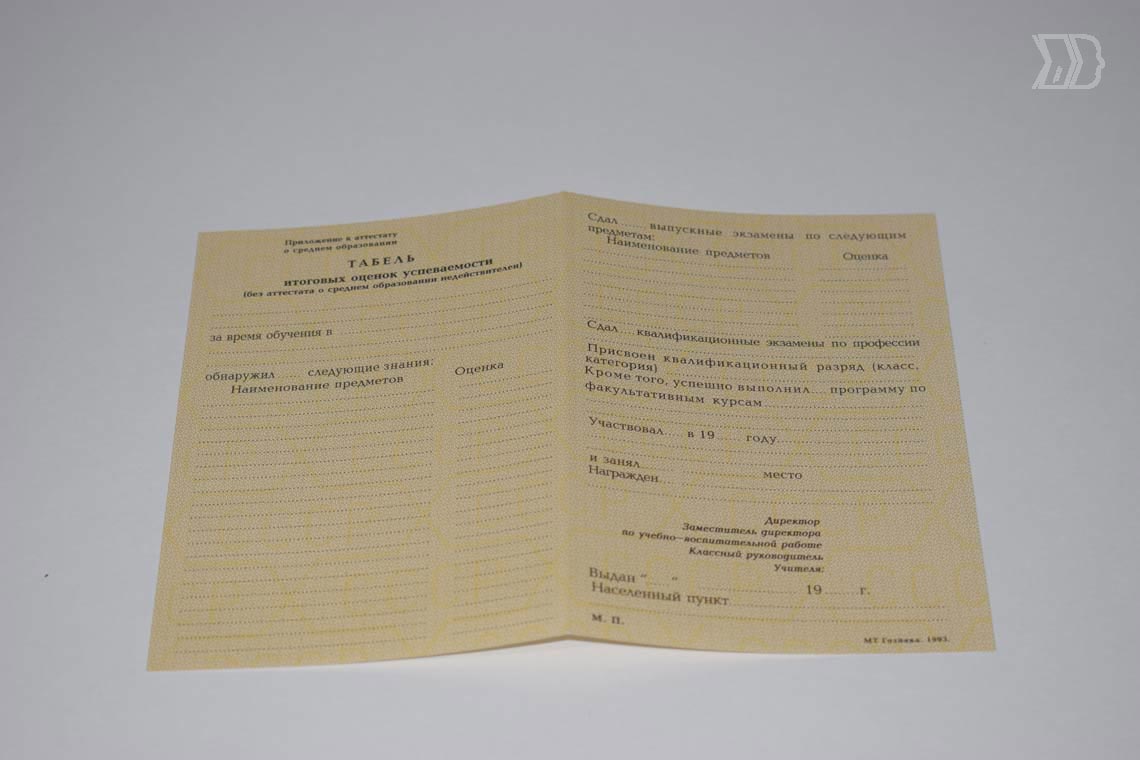 Приложение к аттестату
о среднем образовании
ТАБЕЛЬ
итоговых оценок успеваемости
(без аттестата о среднем образовании недействителен)
за время обучения в
обнаружил...... следующие знания:
Наименование предметов Оценка
Сдал...... выпускные экзамены по следующим
предметам:
Наименование предметов Оценка
Сдал.... квалификационные экзамены по профессии
Присвоен квалификационный разряд (класс,
категория)
Кроме того, успешно выполнил.... программу по
факультативным курсам
Участвовал..... в 19...... году
и занял место
Награжден
Директор
Заместитель директора
по учебно-воспитательной работе
Классный руководитель
Учителя:
Выдан “......“ 19........г.
Населенный пункт
М. П.
МТ Гознака. 1993.